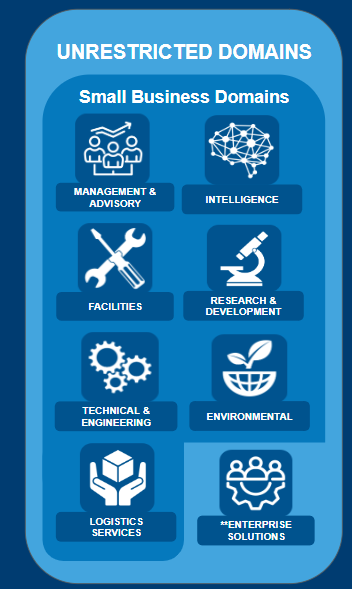 UNRESTRICTED DOMAINS
Small Business Domains
MANAGEMENT &
ADVISORY
INTELLIGENCE
FACILITIES
RESEARCH &
DEVELOPMENT
TECHNICAL &
ENGINEERING
ENVIRONMENTAL
LOGISTICS
SERVICES
**ENTERPRISE
SOLUTIONS